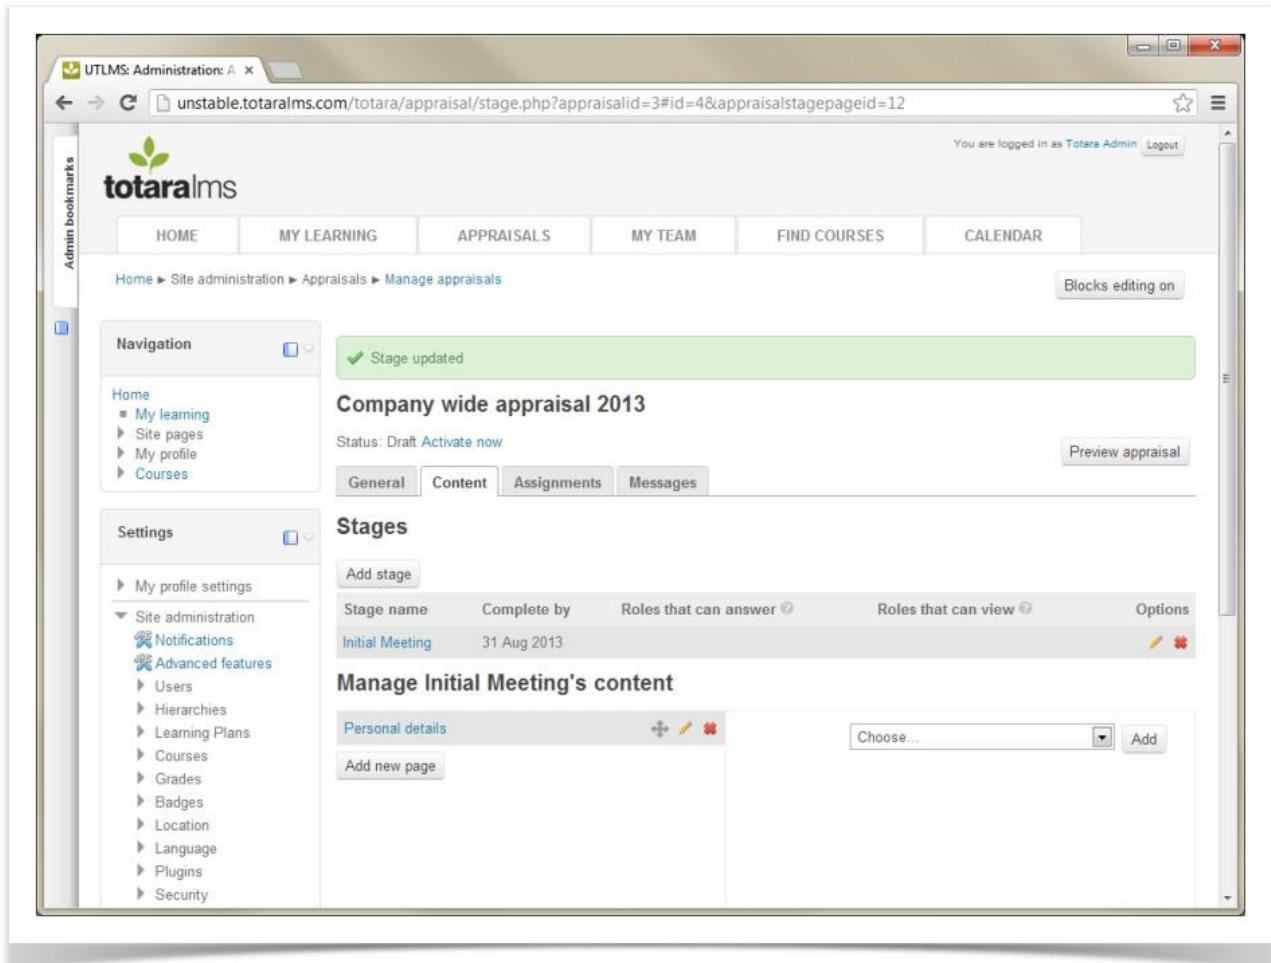 UTLMS: Administration: A
unstable.totaralms.com/totara/appraisal/stage.php?appraisalid=3#id=4&appraisalstagepageid=12
Admin bookmarks
totaralms
You are logged in as Totara Admin Logout
HOME MY LEARNING APPRAISALS MY TEAM FIND COURSES CALENDAR
Home ► Site administration ► Appraisals ► Manage appraisals
Blocks editing on
Navigation
Home
My learning
Site pages
My profile
Courses
Settings
My profile settings
Site administration
Notifications
Advanced features
Users
Hierarchies
Learning Plans
Courses
Grades
Badges
Location
Language
Plugins
Security
Stage updated
Company wide appraisal 2013
Status: Draft Activate now
Preview appraisal
General Content Assignments Messages
Stages
Add stage
Stage name Complete by Roles that can answer Roles that can view Options
Initial Meeting 31 Aug 2013
Manage Initial Meeting's content
Personal details
Add new page
Choose... Add